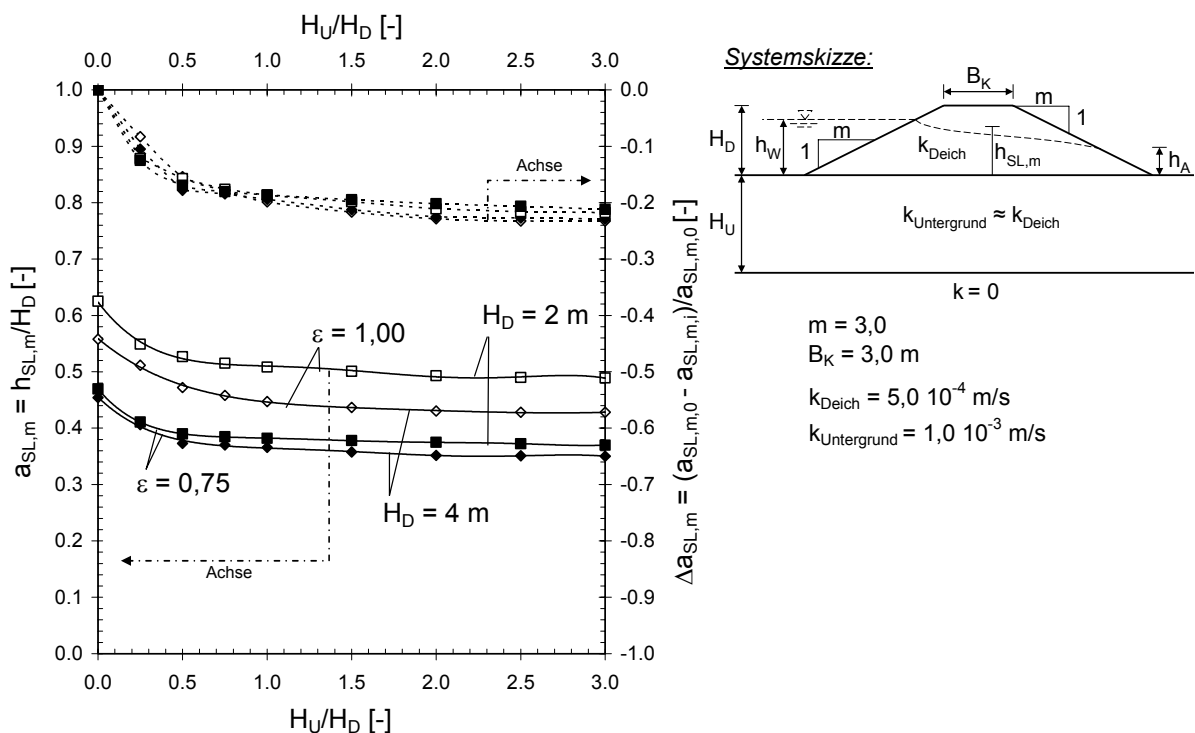 H_U/H_D [-]
0.0 0.5 1.0 1.5 2.0 2.5 3.0
1.0
0.9
0.8
0.7
0.6
0.5
0.4
0.3
0.2
0.1
0.0
a_SL,m = h_SL,m/H_D [-]
Achse
H_D = 2 m
ε = 1,00
ε = 0,75
H_D = 4 m
Achse
0.0
-0.1
-0.2
-0.3
-0.4
-0.5
-0.6
-0.7
-0.8
-0.9
-1.0
Δa_SL,m = (a_SL,m,0 - a_SL,m,i)/a_SL,m,0 [-]
0.0 0.5 1.0 1.5 2.0 2.5 3.0
H_U/H_D [-]
Systemskizze:
B_K
m
1
H_D
h_W
m
1
k_Deich
h_SL,m
h_A
H_U
k_Untergrund ≈ k_Deich
k = 0
m = 3,0
B_K = 3,0 m
k_Deich = 5,0 10^-4 m/s
k_Untergrund = 1,0 10^-3 m/s